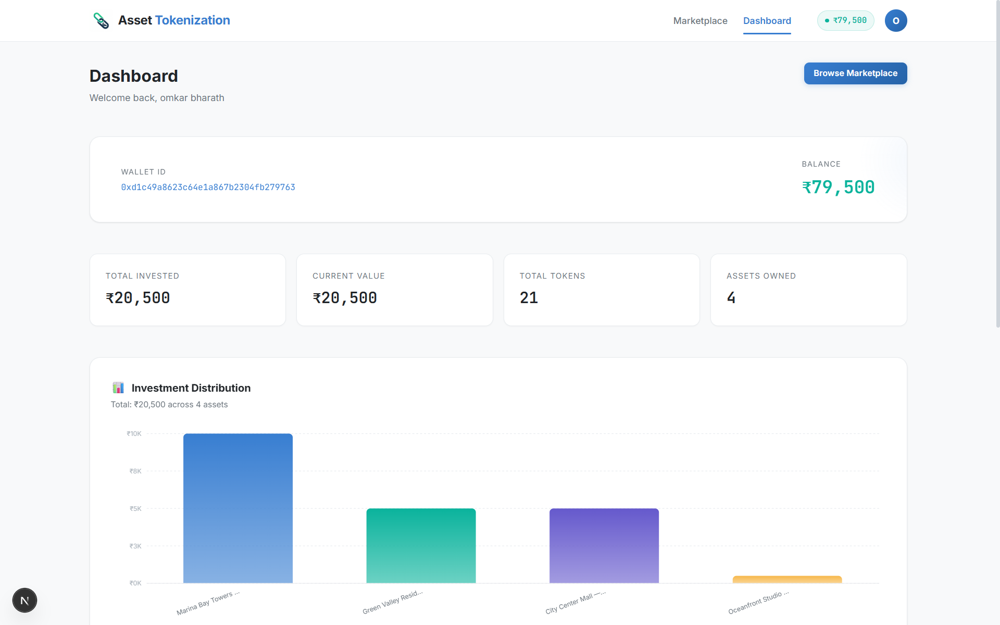 Asset Tokenization
Marketplace
Dashboard
₹79,500
O
Dashboard
Browse Marketplace
Welcome back, omkar bharath
WALLET ID
0xd1c49a8623c64e1a867b2304fb279763
BALANCE
₹79,500
TOTAL INVESTED
₹20,500
CURRENT VALUE
₹20,500
TOTAL TOKENS
21
ASSETS OWNED
4
Investment Distribution
Total: ₹20,500 across 4 assets
₹10K
₹8K
₹5K
₹3K
₹0K
Marina Bay Towers ...
Green Valley Resid...
City Center Mall —...
Oceanfront Studio ...
N